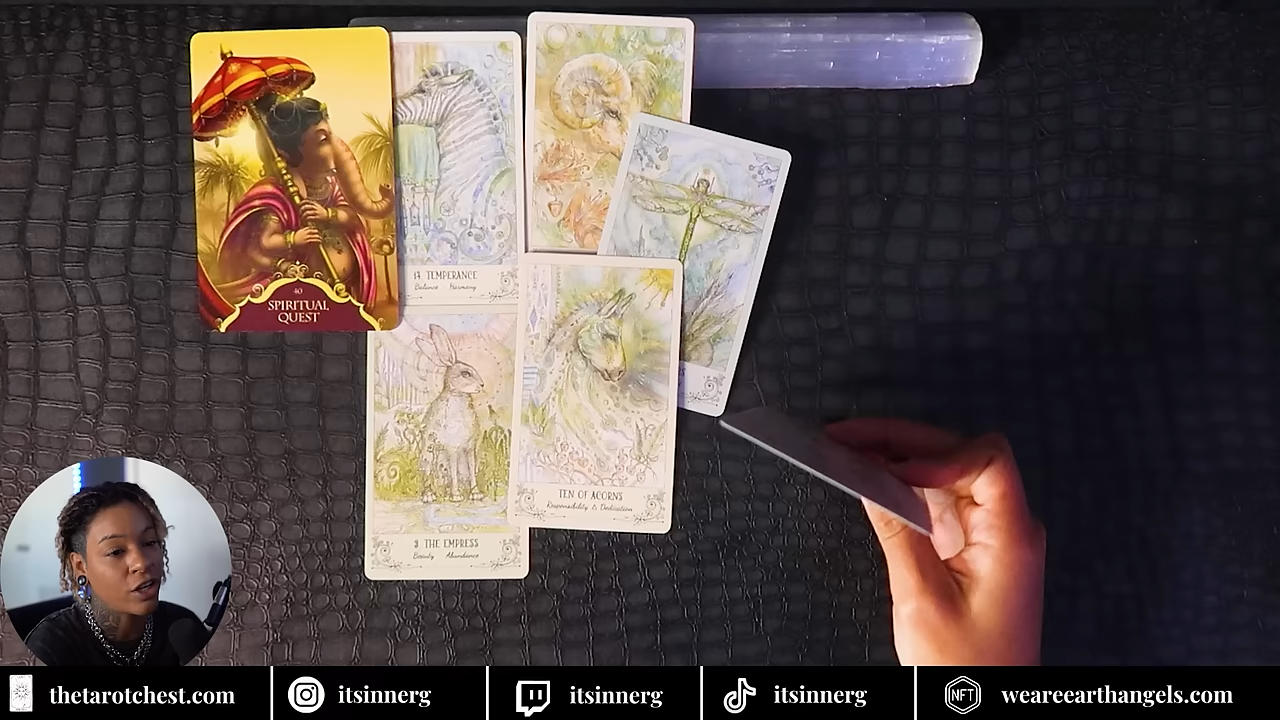 40
SPIRITUAL
QUEST
14 TEMPERANCE
Balance Harmony
TEN OF ACORNS
Responsibility & Dedication
3 THE EMPRESS
Beauty Abundance
thetarotchest.com
itsinnerg
itsinnerg
itsinnerg
NFT
weareearthangels.com